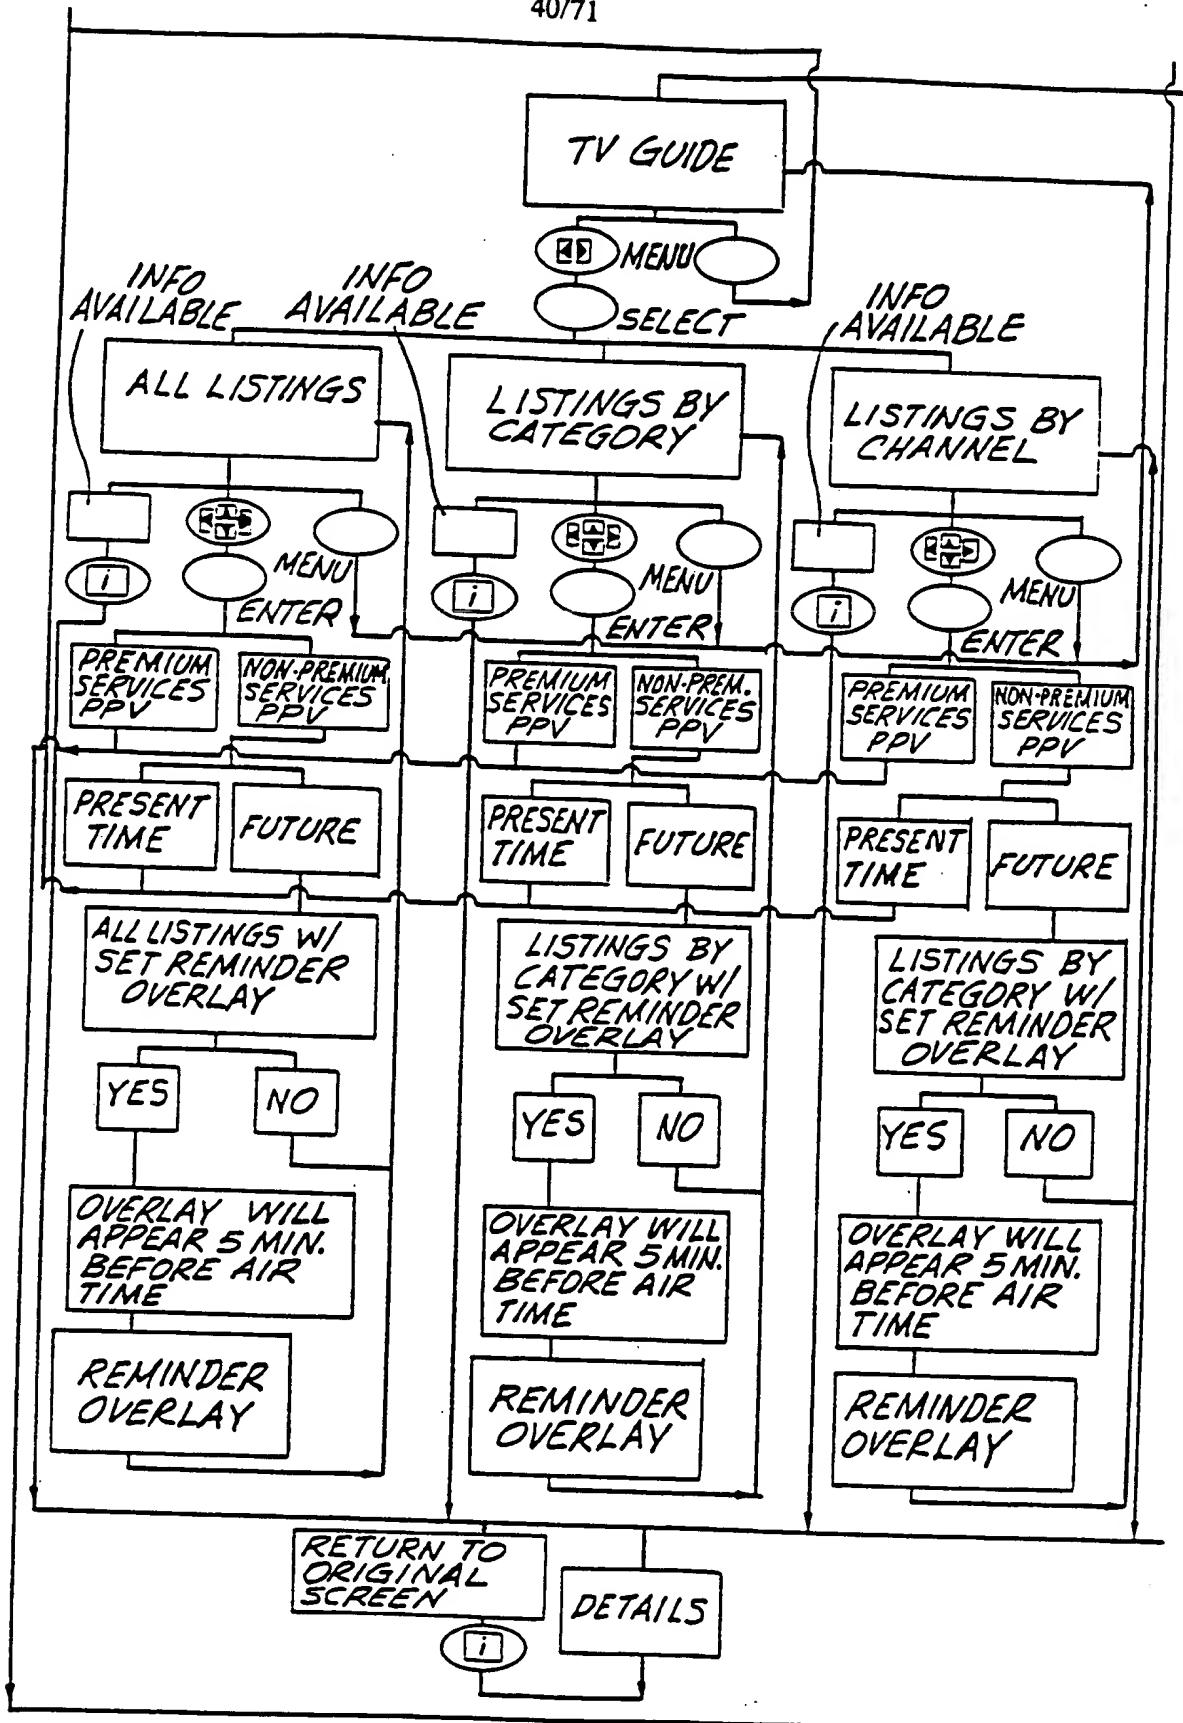 40/71
TV GUIDE
MENU
SELECT
INFO
AVAILABLE
INFO
AVAILABLE
INFO
AVAILABLE
ALL LISTINGS
LISTINGS BY
CATEGORY
LISTINGS BY
CHANNEL
i
MENU
ENTER
i
MENU
ENTER
i
MENU
ENTER
PREMIUM
SERVICES
PPV
NON-PREMIUM
SERVICES
PPV
PREMIUM
SERVICES
PPV
NON-PREM.
SERVICES
PPV
PREMIUM
SERVICES
PPV
NON-PREMIUM
SERVICES
PPV
PRESENT
TIME
FUTURE
PRESENT
TIME
FUTURE
PRESENT
TIME
FUTURE
ALL LISTINGS W/
SET REMINDER
OVERLAY
LISTINGS BY
CATEGORY W/
SET REMINDER
OVERLAY
LISTINGS BY
CATEGORY W/
SET REMINDER
OVERLAY
YES
NO
YES
NO
YES
NO
OVERLAY WILL
APPEAR 5 MIN.
BEFORE AIR
TIME
OVERLAY WILL
APPEAR 5 MIN.
BEFORE AIR
TIME
OVERLAY WILL
APPEAR 5 MIN.
BEFORE AIR
TIME
REMINDER
OVERLAY
REMINDER
OVERLAY
REMINDER
OVERLAY
RETURN TO
ORIGINAL
SCREEN
i
DETAILS